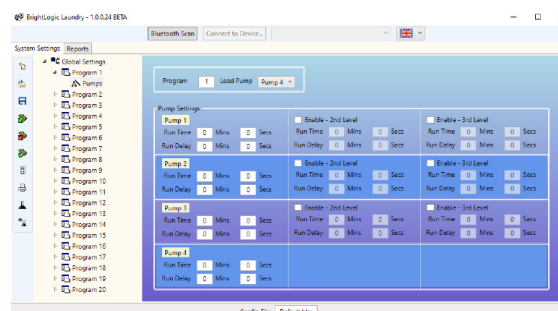 BrightLogic Laundry - 1.0.0.24 BETA
Bluetooth Scan Connect to Device...
System Settings Reports
Global Settings
Program 1
Pumps
Program 2
Program 3
Program 4
Program 5
Program 6
Program 7
Program 8
Program 9
Program 10
Program 11
Program 12
Program 13
Program 14
Program 15
Program 16
Program 17
Program 18
Program 19
Program 20
Program 1 Load Pump Pump 4
Pump Settings
Pump 1 Enable - 2nd Level Enable - 3rd Level
Run Time 0 Mins 0 Secs Run Time 0 Mins 0 Secs Run Time 0 Mins 0 Secs
Run Delay 0 Mins 0 Secs Run Delay 0 Mins 0 Secs Run Delay 0 Mins 0 Secs
Pump 2 Enable - 2nd Level Enable - 3rd Level
Run Time 0 Mins 0 Secs Run Time 0 Mins 0 Secs Run Time 0 Mins 0 Secs
Run Delay 0 Mins 0 Secs Run Delay 0 Mins 0 Secs Run Delay 0 Mins 0 Secs
Pump 3 Enable - 2nd Level Enable - 3rd Level
Run Time 0 Mins 0 Secs Run Time 0 Mins 0 Secs Run Time 0 Mins 0 Secs
Run Delay 0 Mins 0 Secs Run Delay 0 Mins 0 Secs Run Delay 0 Mins 0 Secs
Pump 4
Run Time 0 Mins 0 Secs
Run Delay 0 Mins 0 Secs